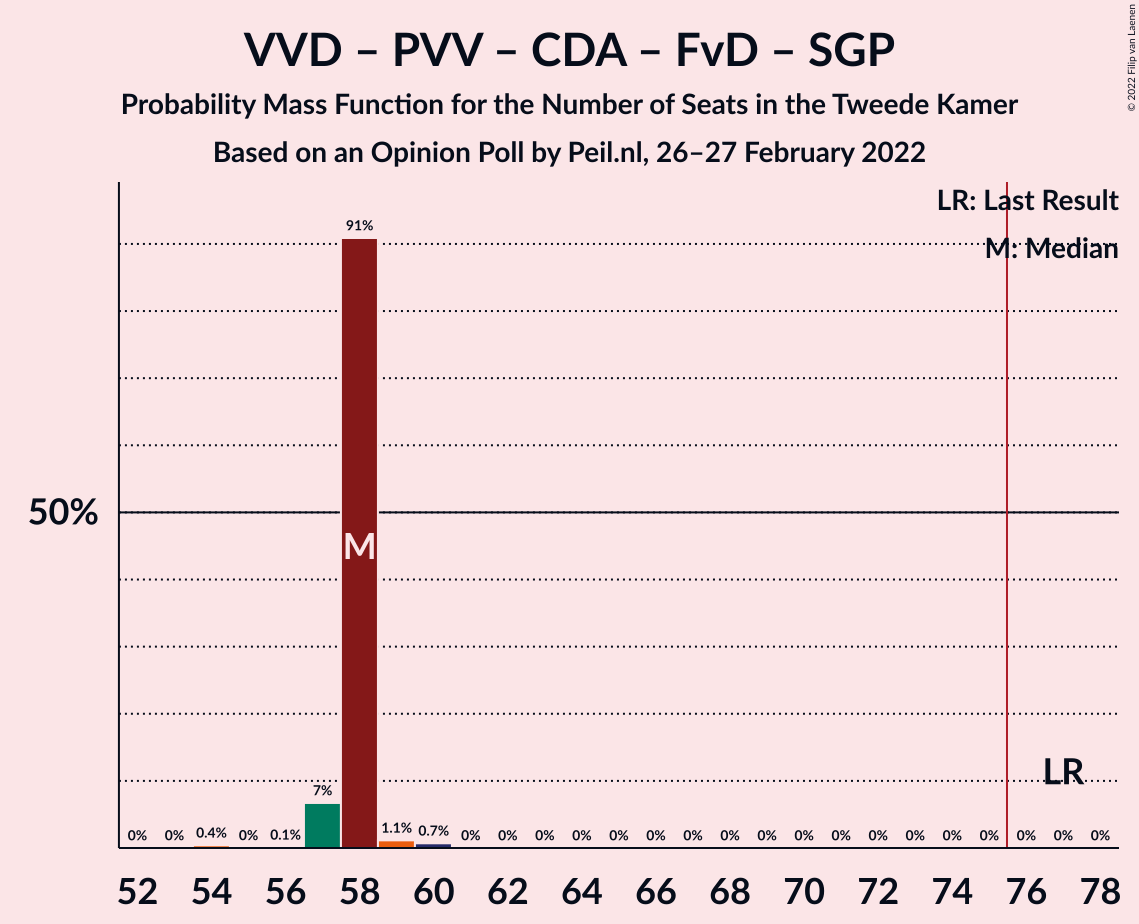 VVD – PVV – CDA – FvD – SGP
Probability Mass Function for the Number of Seats in the Tweede Kamer
Based on an Opinion Poll by Peil.nl, 26–27 February 2022
© 2022 Filip van Laenen
LR: Last Result
M: Median
91%
50%
M
LR
7%
0% 0% 0.4% 0% 0.1% 1.1% 0.7% 0% 0% 0% 0% 0% 0% 0% 0% 0% 0% 0% 0% 0% 0% 0% 0% 0% 0%
52 54 56 58 60 62 64 66 68 70 72 74 76 78